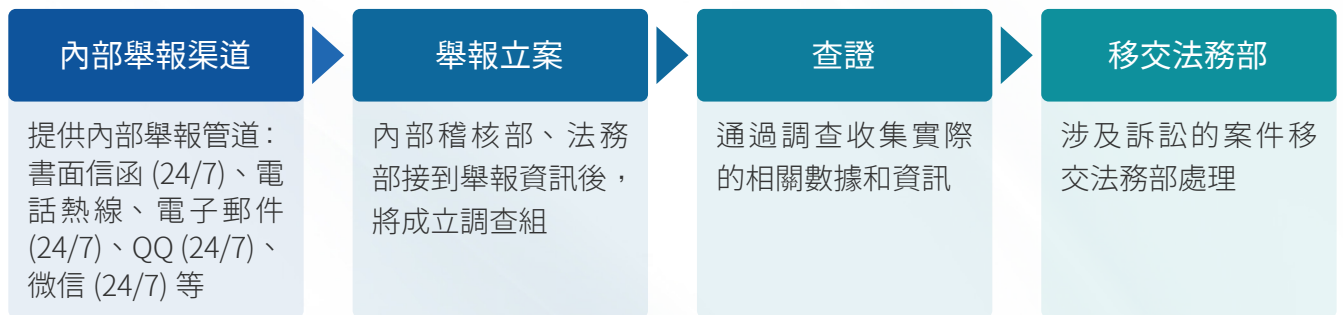 內部舉報渠道
提供內部舉報管道：
書面信函 (24/7)、電
話熱線、電子郵件
(24/7)、QQ (24/7)、
微信 (24/7) 等
舉報立案
內部稽核部、法務
部接到舉報資訊後，
將成立調查組
查證
通過調查收集實際
的相關數據和資訊
移交法務部
涉及訴訟的案件移
交法務部處理